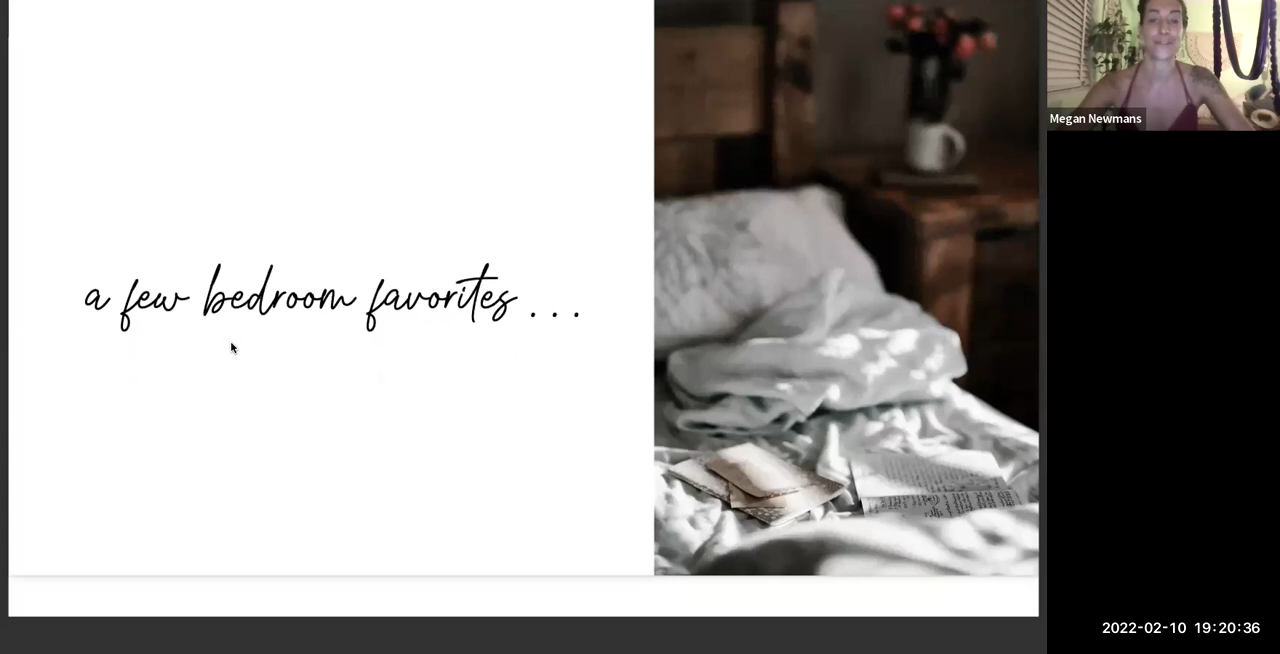 a few bedroom favorites . . .
Megan Newmans
2022-02-10 19:20:36